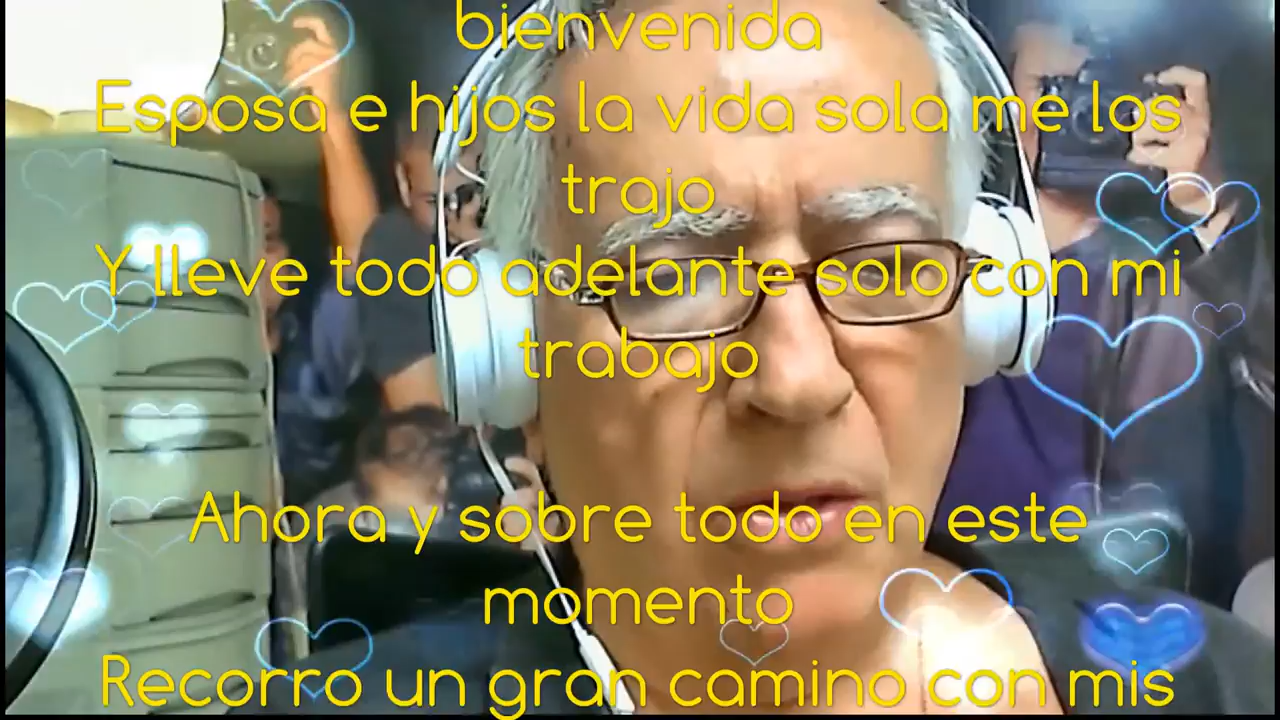 bienvenida
Esposa e hijos la vida sola me los
trajo
Y lleve todo adelante solo con mi
trabajo
Ahora y sobre todo en este
momento
Recorro un gran camino con mis